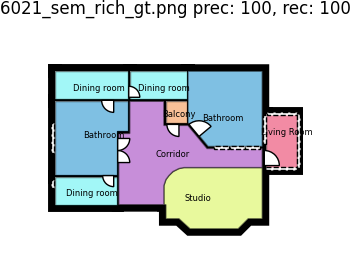 6021_sem_rich_gt.png prec: 100, rec: 100
Dining room Dining room
Balcony
Bathroom
Living Room
Bathroom
Corridor
Dining room
Studio